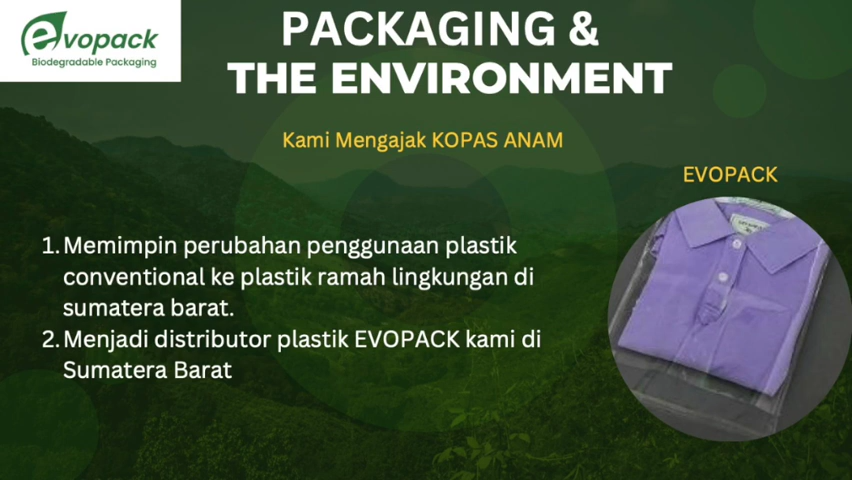 evopack
Biodegradable Packaging
PACKAGING &
THE ENVIRONMENT
Kami Mengajak KOPAS ANAM
EVOPACK
1. Memimpin perubahan penggunaan plastik
conventional ke plastik ramah lingkungan di
sumatera barat.
2. Menjadi distributor plastik EVOPACK kami di
Sumatera Barat